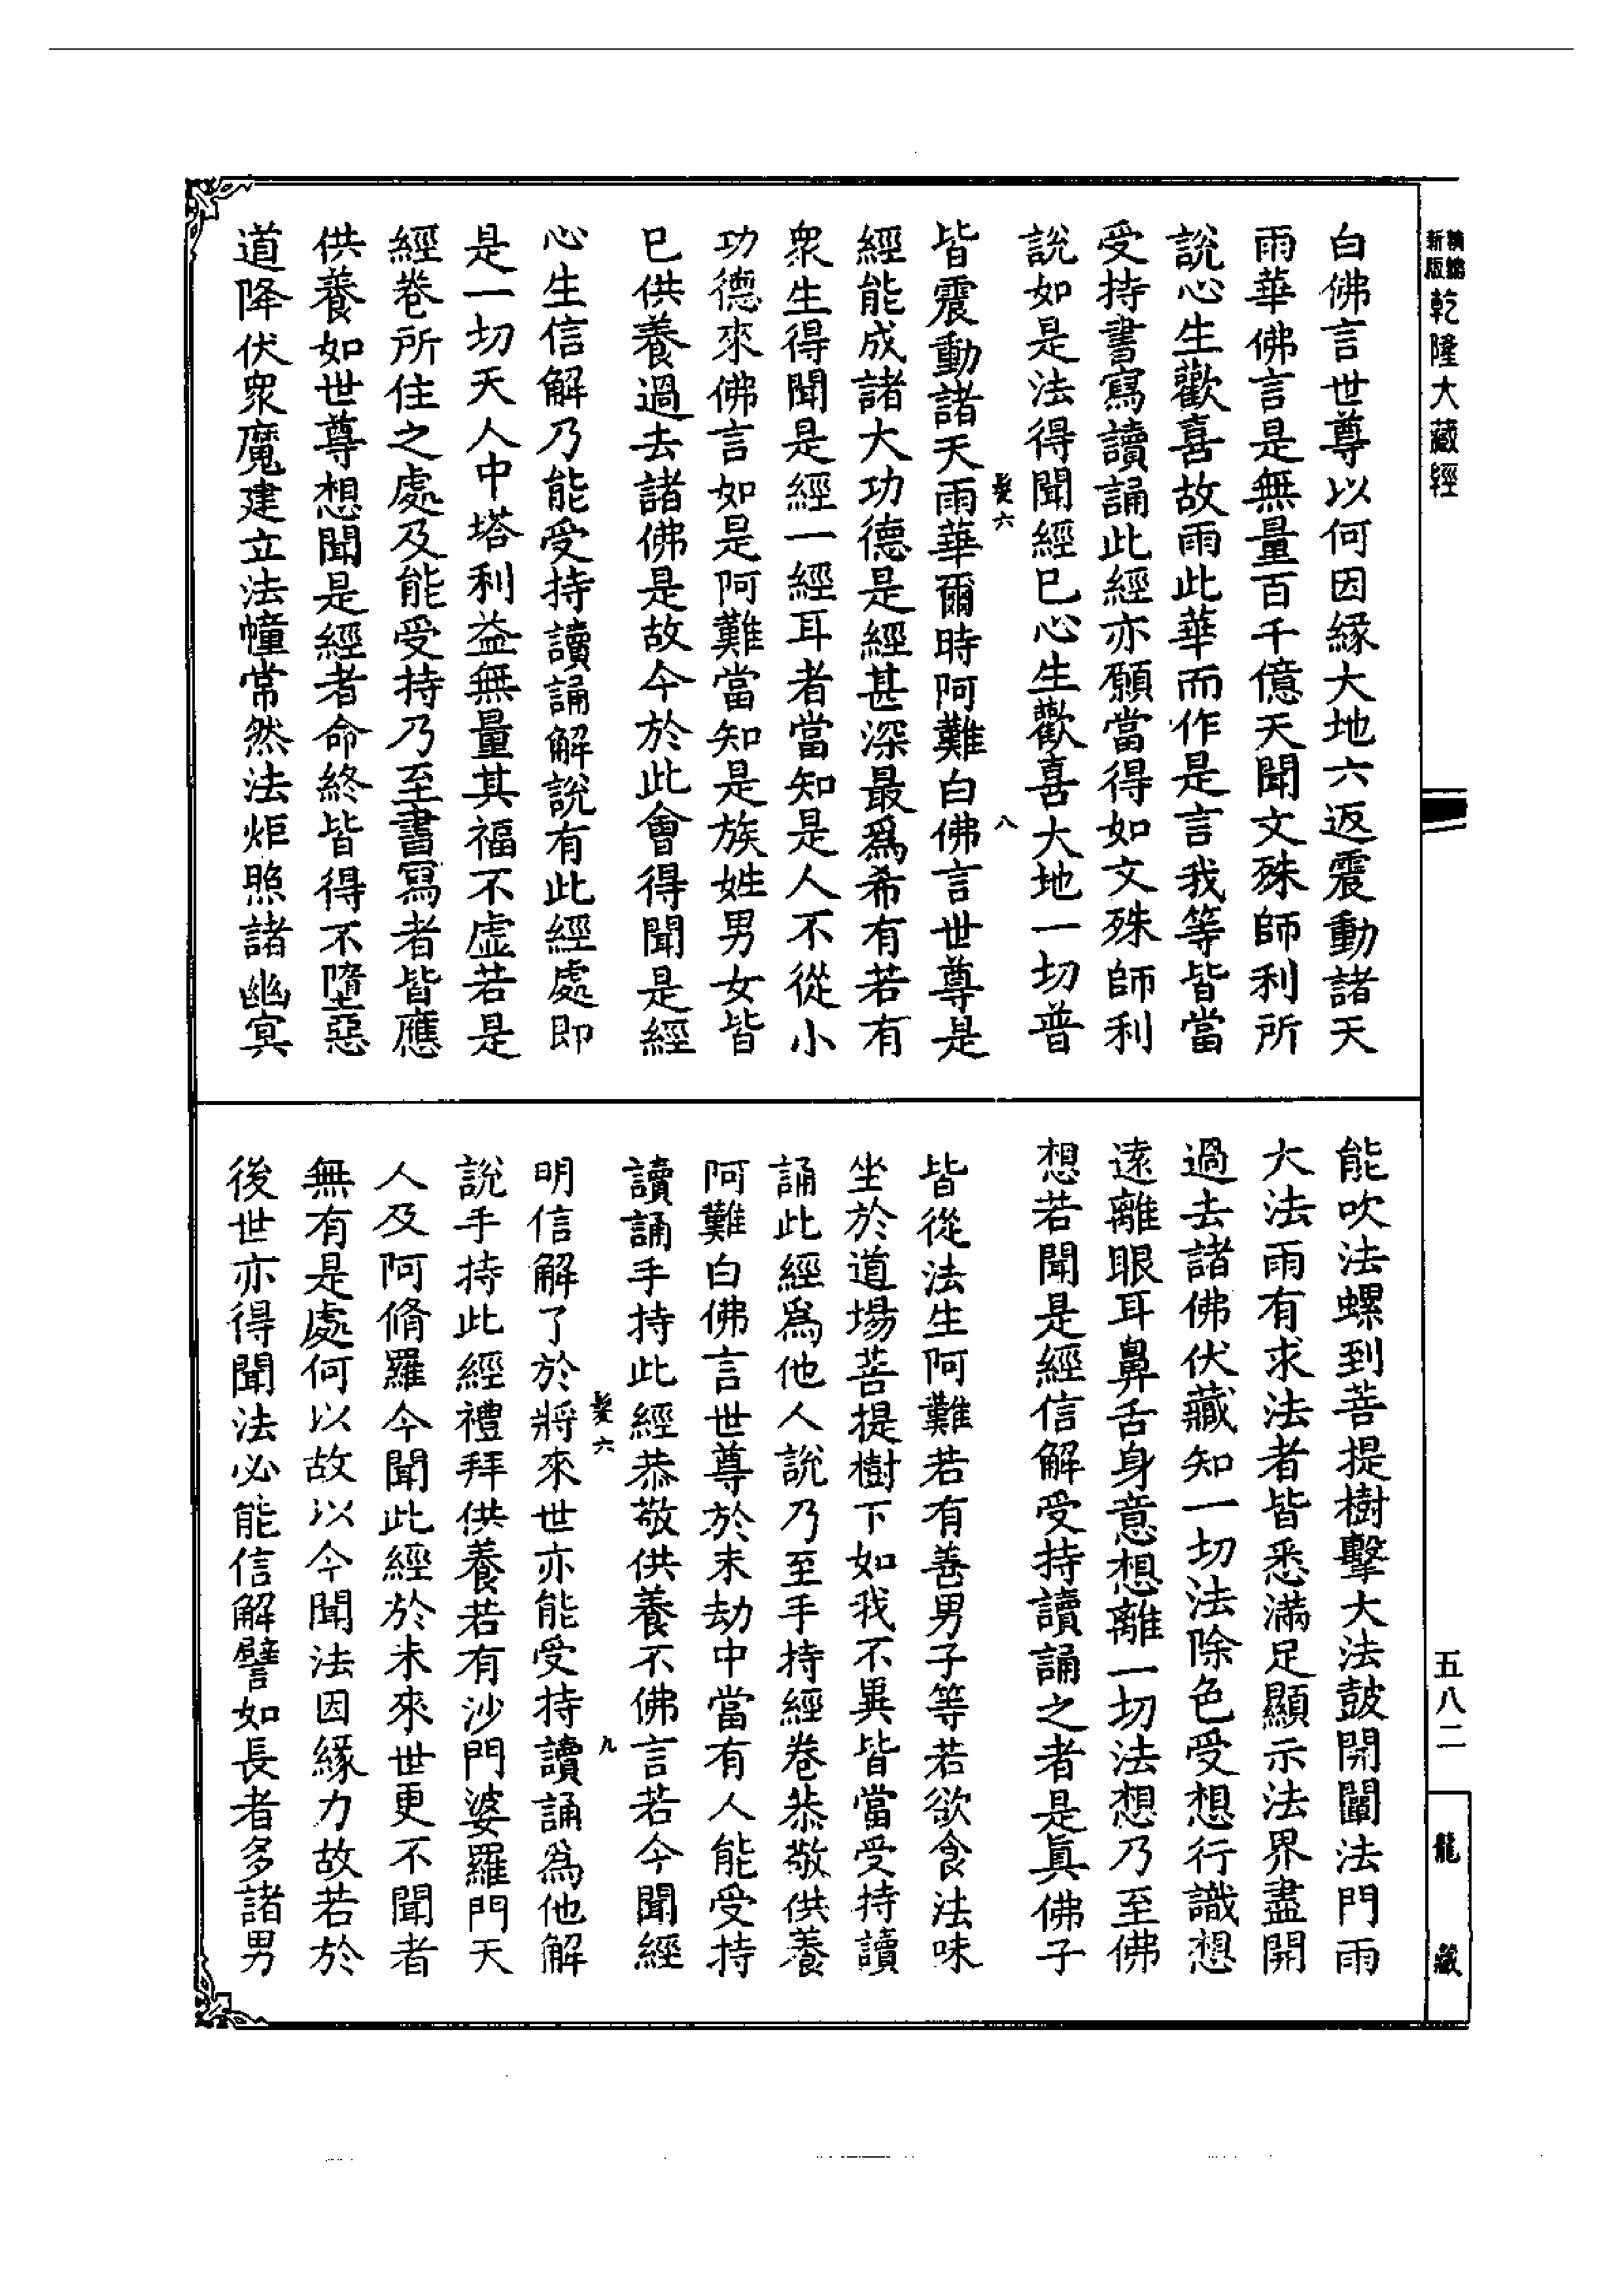 新版精縮乾隆大藏經
白佛言世尊以何因緣大地六返震動諸天
雨華佛言是無量百千億天聞文殊師利所
說心生歡喜故雨此華而作是言我等皆當
受持書寫讀誦此經亦願當得如文殊師利
說如是法得聞經已心生歡喜大地一切普
髮六 八
皆震動諸天雨華爾時阿難白佛言世尊是
經能成諸大功德是經甚深最爲希有若有
衆生得聞是經一經耳者當知是人不從小
功德來佛言如是阿難當知是族姓男女皆
已供養過去諸佛是故今於此會得聞是經
心生信解乃能受持讀誦解說有此經處即
是一切天人中塔利益無量其福不虛若是
經卷所住之處及能受持乃至書寫者皆應
供養如世尊想聞是經者命終皆得不墮惡
道降伏衆魔建立法幢常然法炬照諸幽冥
能吹法螺到菩提樹擊大法鼓開闡法門雨
大法雨有求法者皆悉滿足顯示法界盡開
過去諸佛伏藏知一切法除色受想行識想
遠離眼耳鼻舌身意想離一切法想乃至佛
想若聞是經信解受持讀誦之者是眞佛子
皆從法生阿難若有善男子等若欲食法味
坐於道場菩提樹下如我不異皆當受持讀
誦此經爲他人說乃至手持經卷恭敬供養
阿難白佛言世尊於末劫中當有人能受持
讀誦手持此經恭敬供養不佛言若今聞經
髮六 九
明信解了於將來世亦能受持讀誦爲他解
說手持此經禮拜供養若有沙門婆羅門天
人及阿脩羅今聞此經於未來世更不聞者
無有是處何以故以今聞法因緣力故若於
後世亦得聞法必能信解譬如長者多諸男
五八二
龍藏